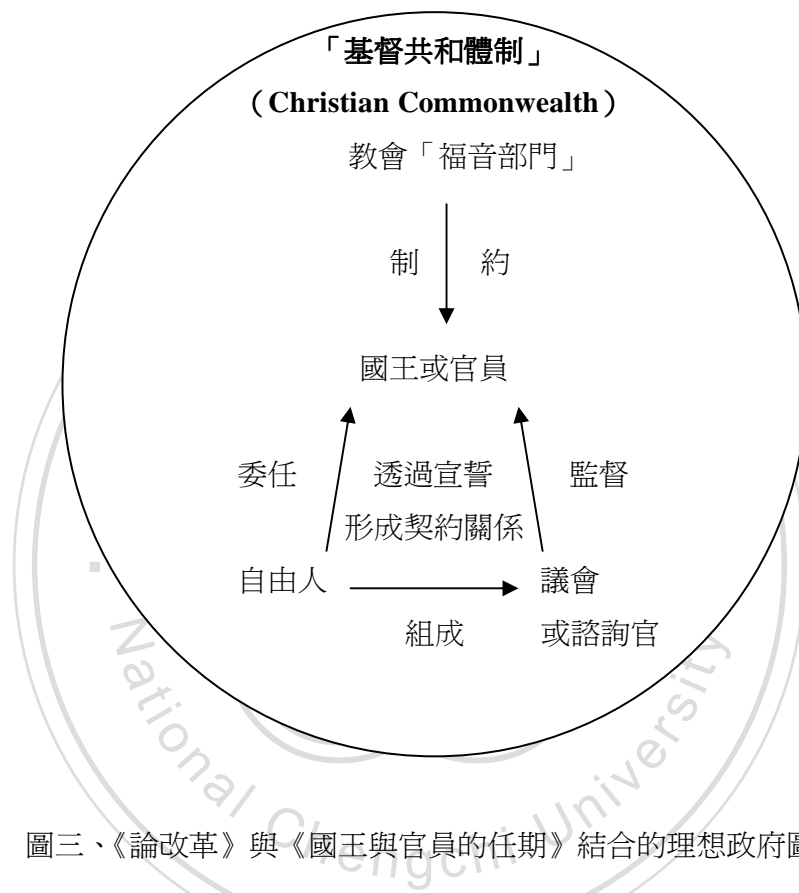 「基督共和體制」
（Christian Commonwealth）
教會「福音部門」
制 約
國王或官員
委任 透過宣誓 監督
形成契約關係
自由人 議會
組成 或諮詢官
National Chengchi University
圖三、《論改革》與《國王與官員的任期》結合的理想政府圖